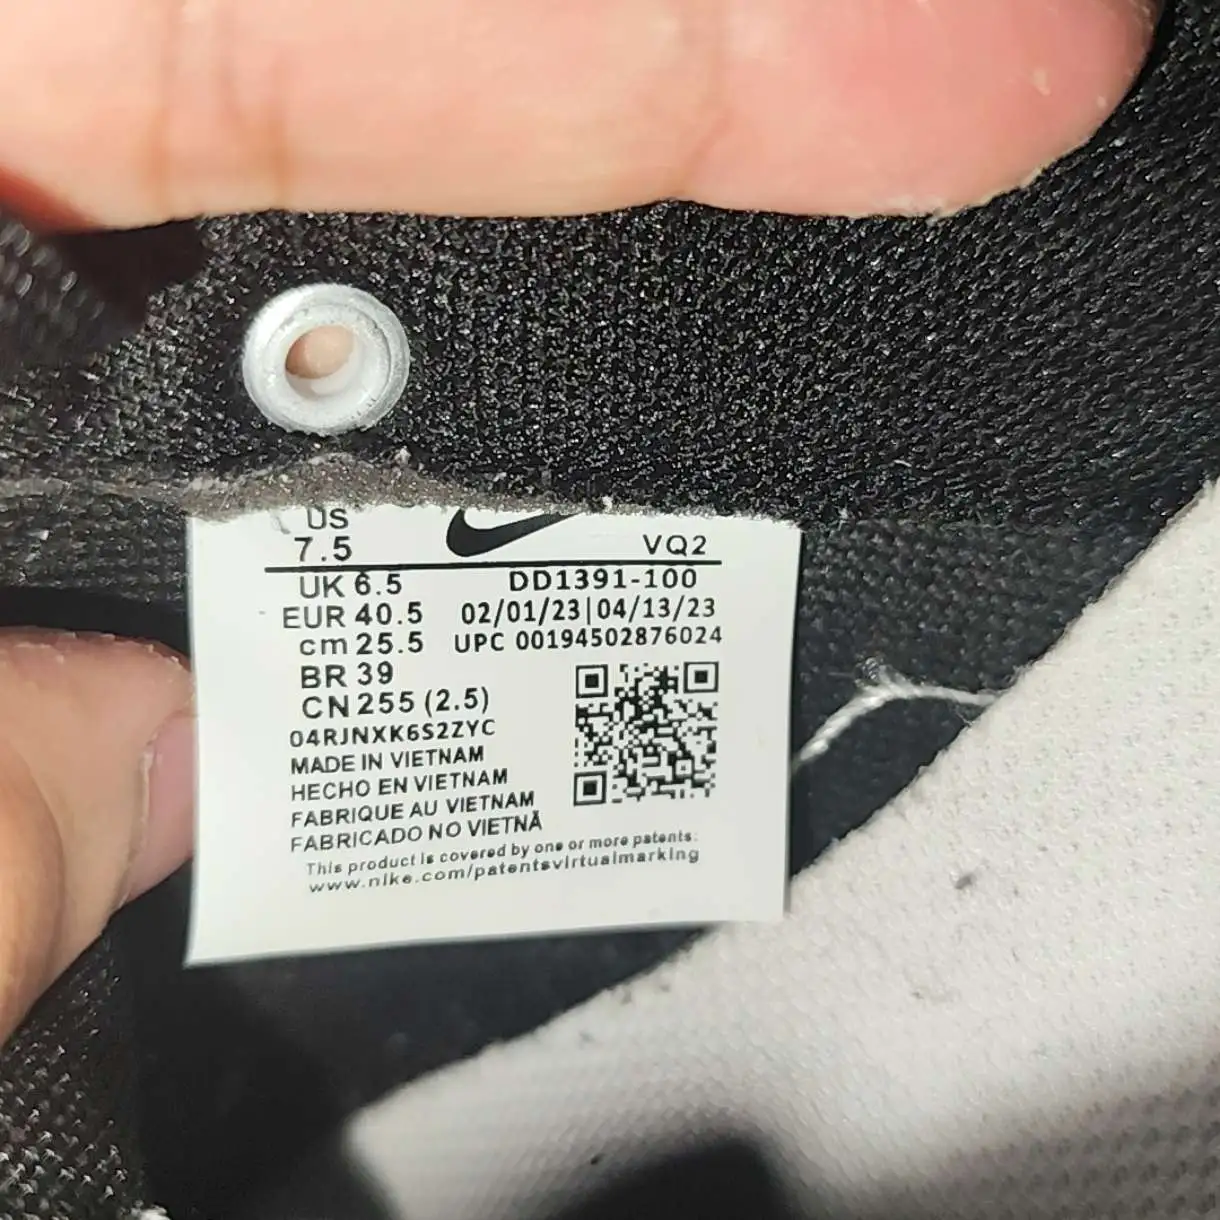 US
7.5
VQ2
UK 6.5
DD1391-100
EUR 40.5
02/01/23|04/13/23
cm 25.5
UPC 00194502876024
BR 39
CN 255 (2.5)
04RJNXK6S2ZYC
MADE IN VIETNAM
HECHO EN VIETNAM
FABRIQUE AU VIETNAM
FABRICADO NO VIETNÃ
This product is covered by one or more patents:
www.nike.com/patentsvirtualmarking